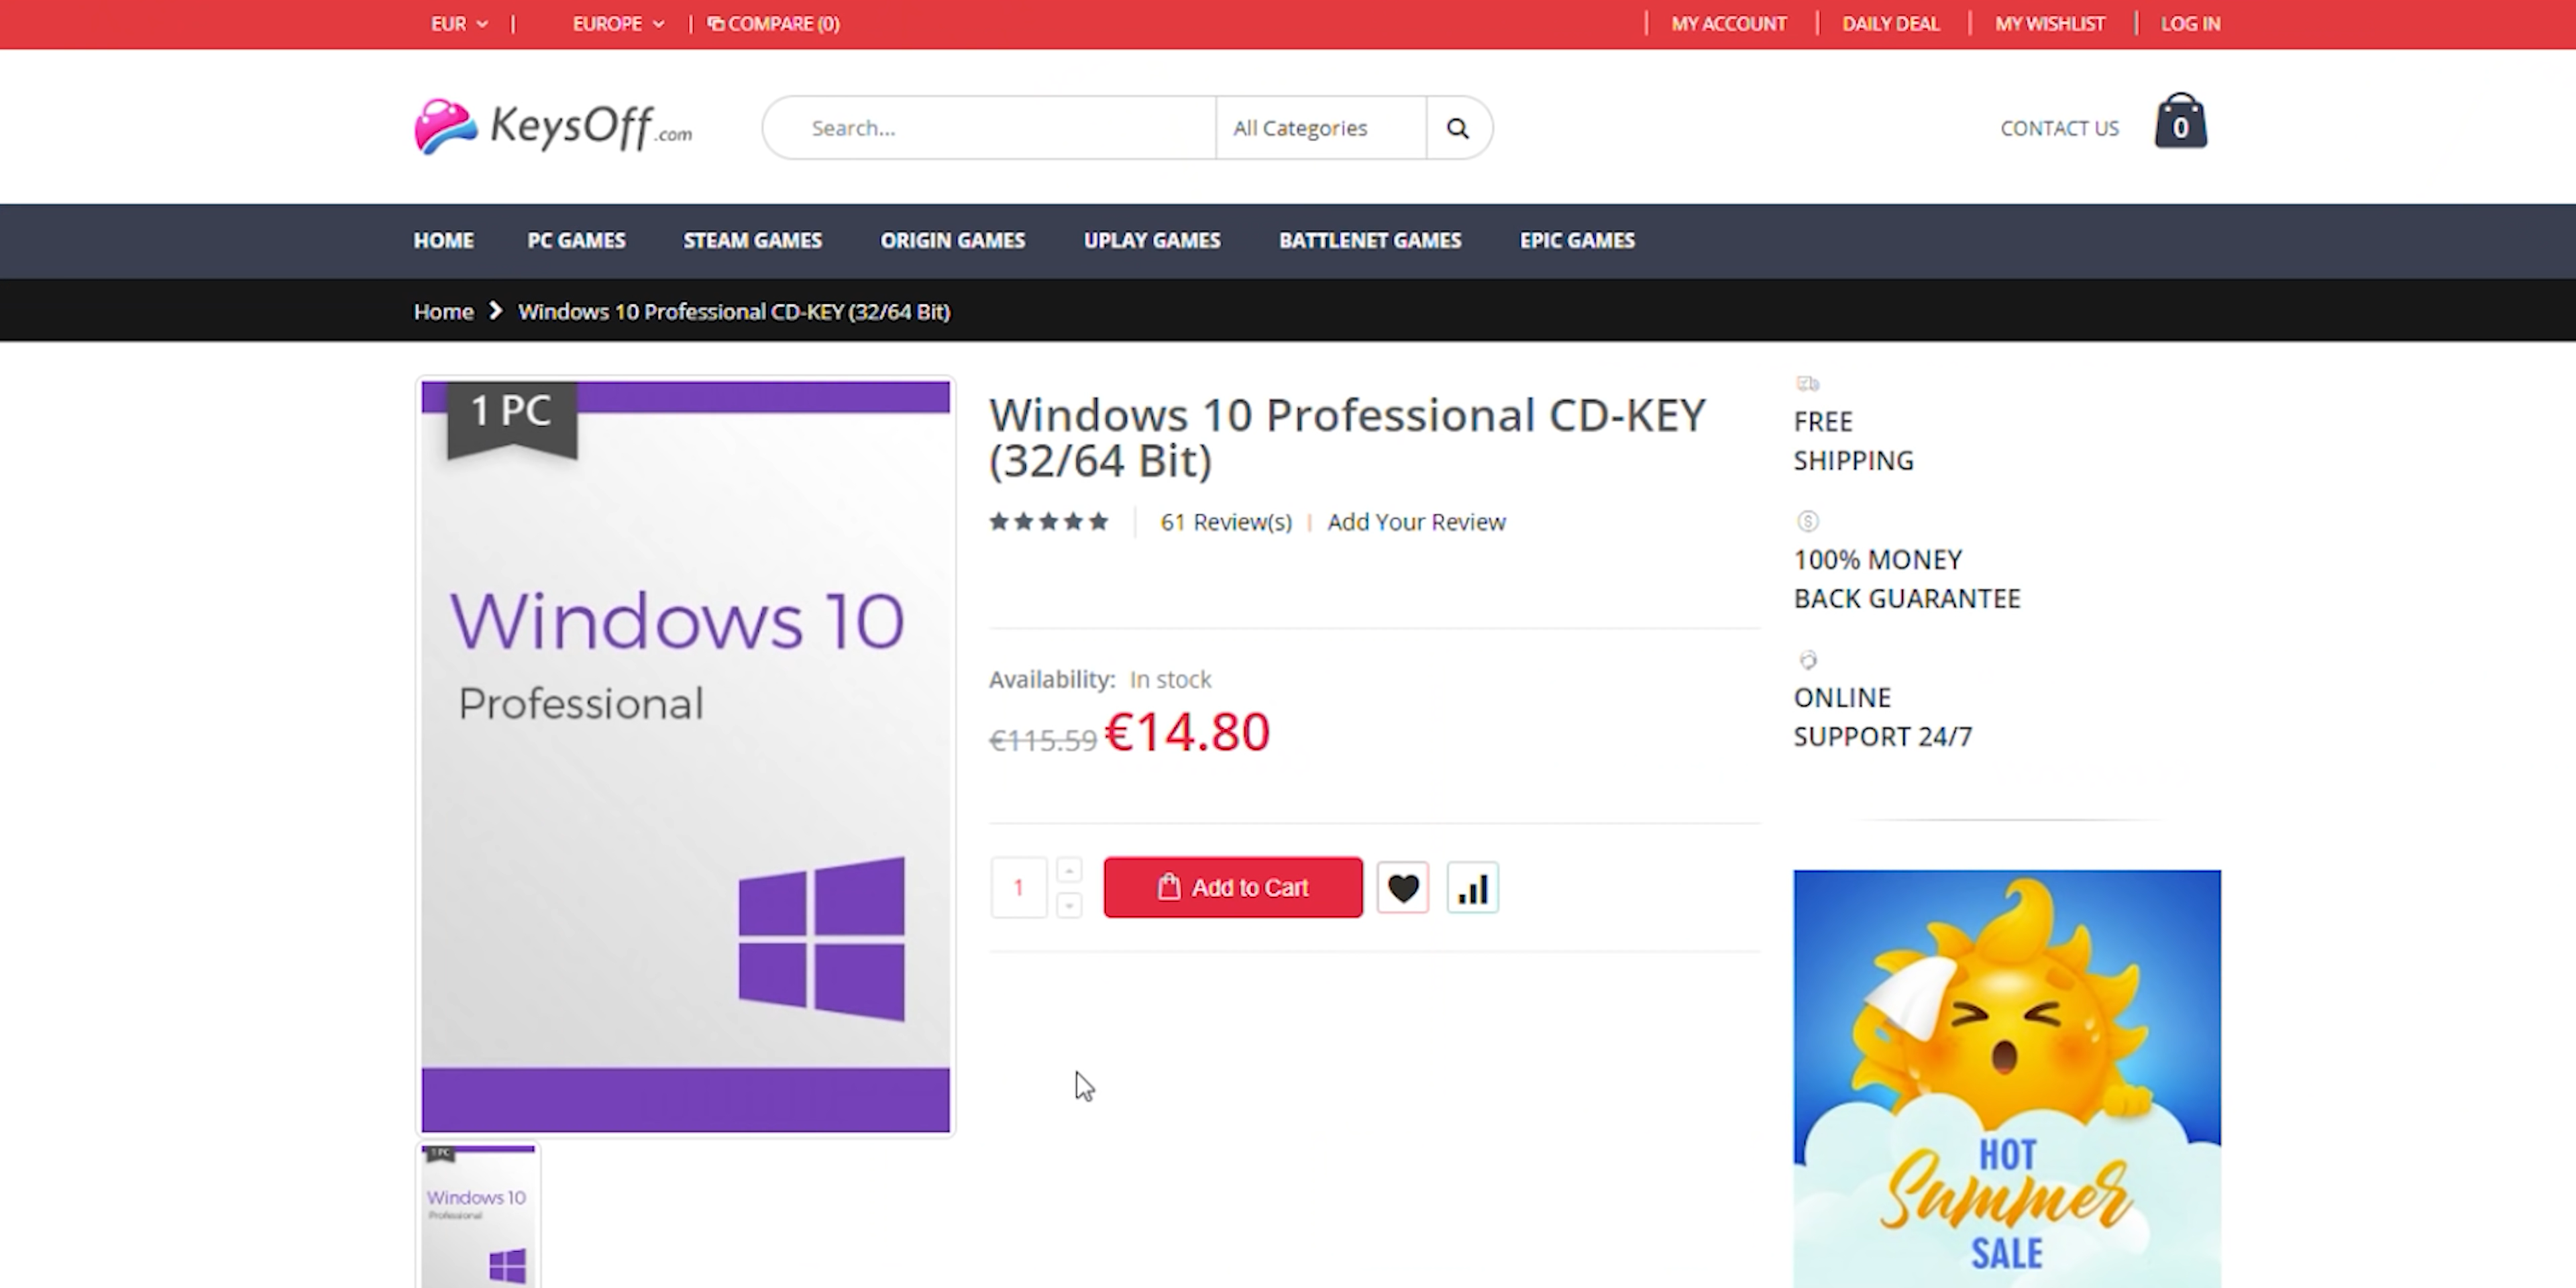 EUR | EUROPE | COMPARE (0) | MY ACCOUNT | DAILY DEAL | MY WISHLIST | LOG IN
KeysOff.com
Search...
All Categories
CONTACT US
0
HOME PC GAMES STEAM GAMES ORIGIN GAMES UPLAY GAMES BATTLENET GAMES EPIC GAMES
Home Windows 10 Professional CD-KEY (32/64 Bit)
1 PC
Windows 10
Professional
1 PC
Windows 10
Professional
Windows 10 Professional CD-KEY
(32/64 Bit)
61 Review(s) | Add Your Review
Availability: In stock
€115.59 €14.80
1
Add to Cart
FREE
SHIPPING
100% MONEY
BACK GUARANTEE
ONLINE
SUPPORT 24/7
HOT
Summer
SALE